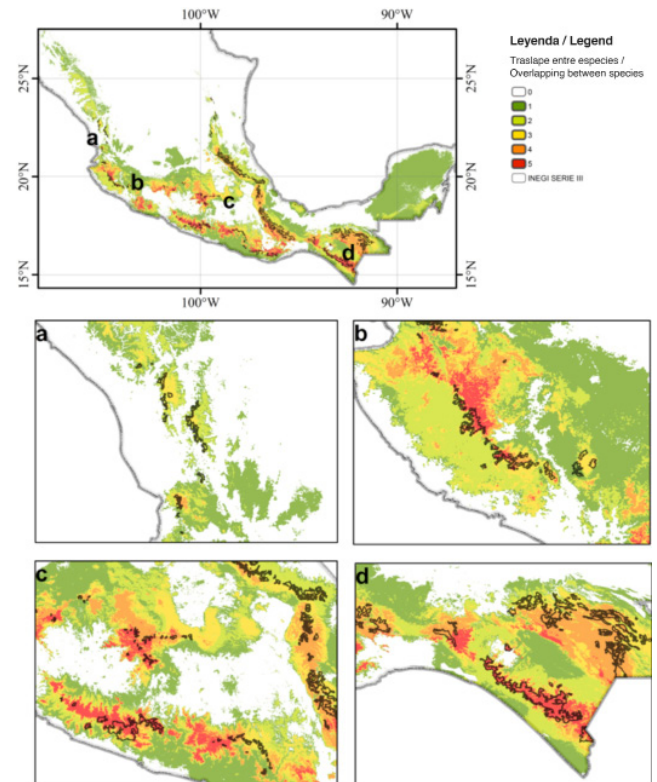 100°W 90°W
Leyenda / Legend
Traslape entre especies /
Overlapping between species
0
1
2
3
4
5
INEGI SERIE III
25°N
20°N
15°N
25°N
20°N
15°N
a
b
c
d
100°W 90°W
a
b
c
d